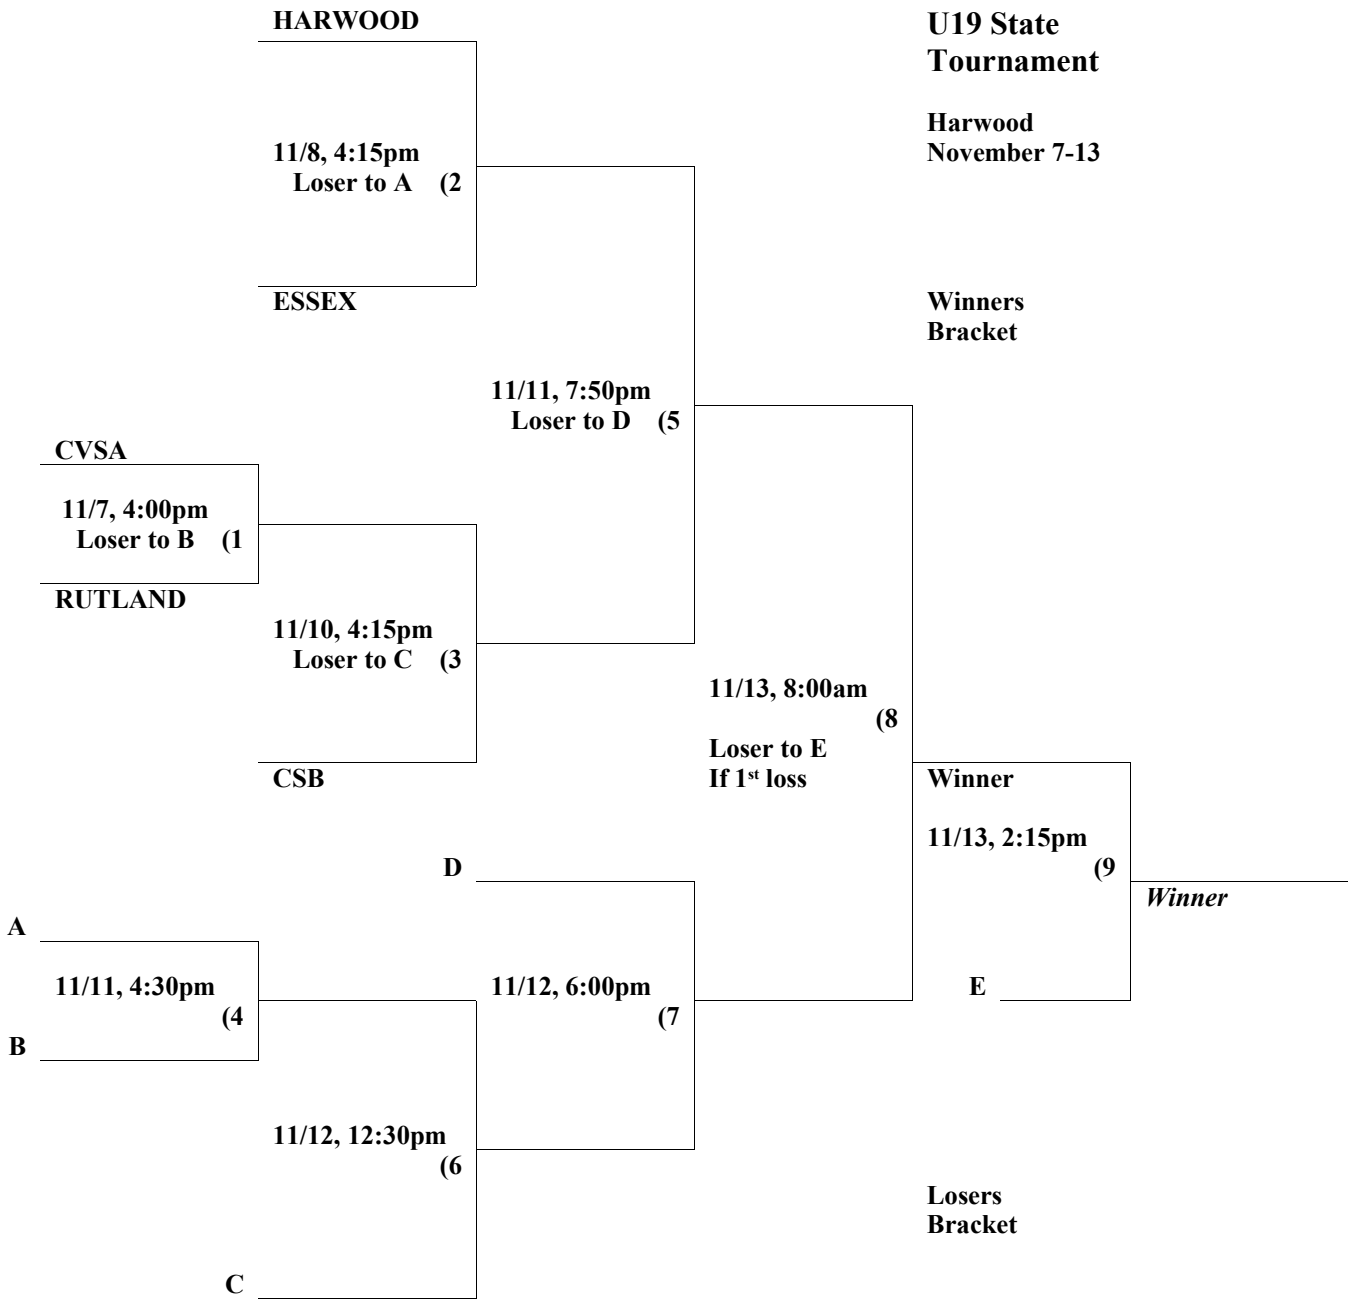 HARWOOD
U19 State
Tournament
Harwood
November 7-13
11/8, 4:15pm
Loser to A (2
ESSEX
Winners
Bracket
11/11, 7:50pm
Loser to D (5
CVSA
11/7, 4:00pm
Loser to B (1
RUTLAND
11/10, 4:15pm
Loser to C (3
11/13, 8:00am
(8
Loser to E
If 1st loss
CSB
Winner
11/13, 2:15pm
(9
D
Winner
A
11/11, 4:30pm
(4
11/12, 6:00pm
(7
E
B
11/12, 12:30pm
(6
Losers
Bracket
C